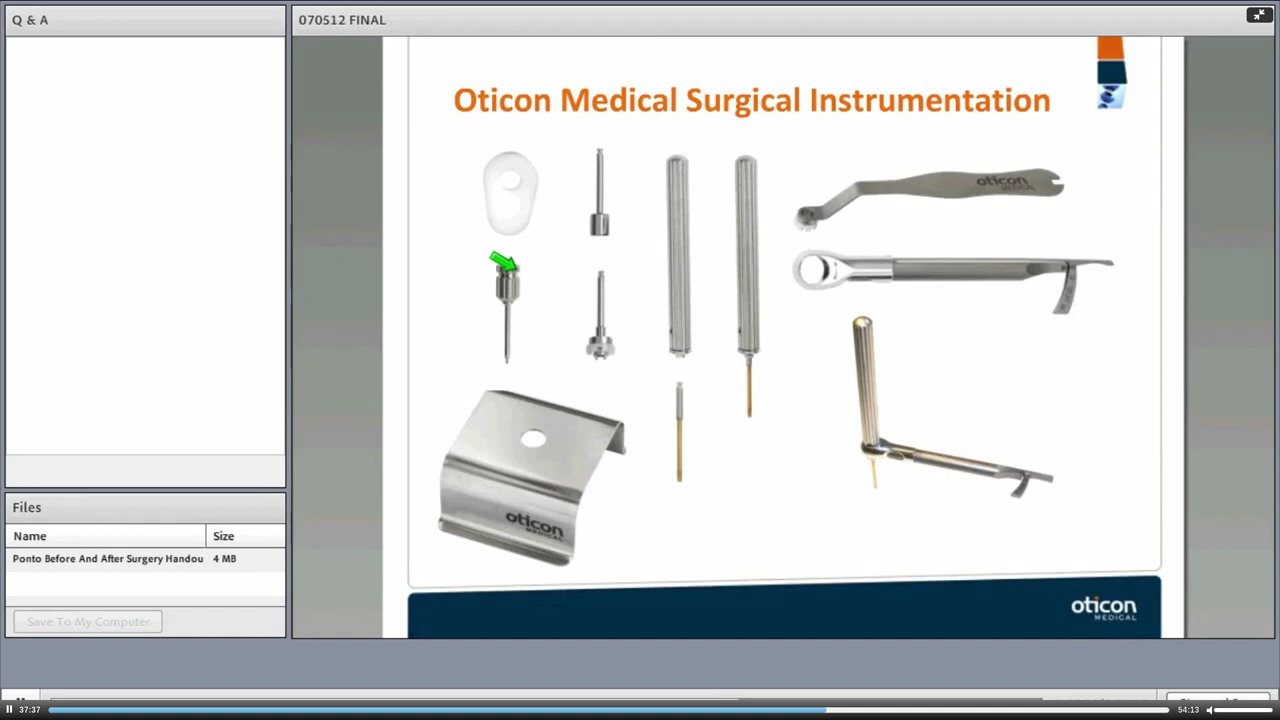 Q & A
070512 FINAL
Oticon Medical Surgical Instrumentation
oticon
MEDICAL
oticon
MEDICAL
oticon
MEDICAL
Files
Name Size
Ponto Before And After Surgery Handou 4 MB
Save To My Computer
37:37
54:13